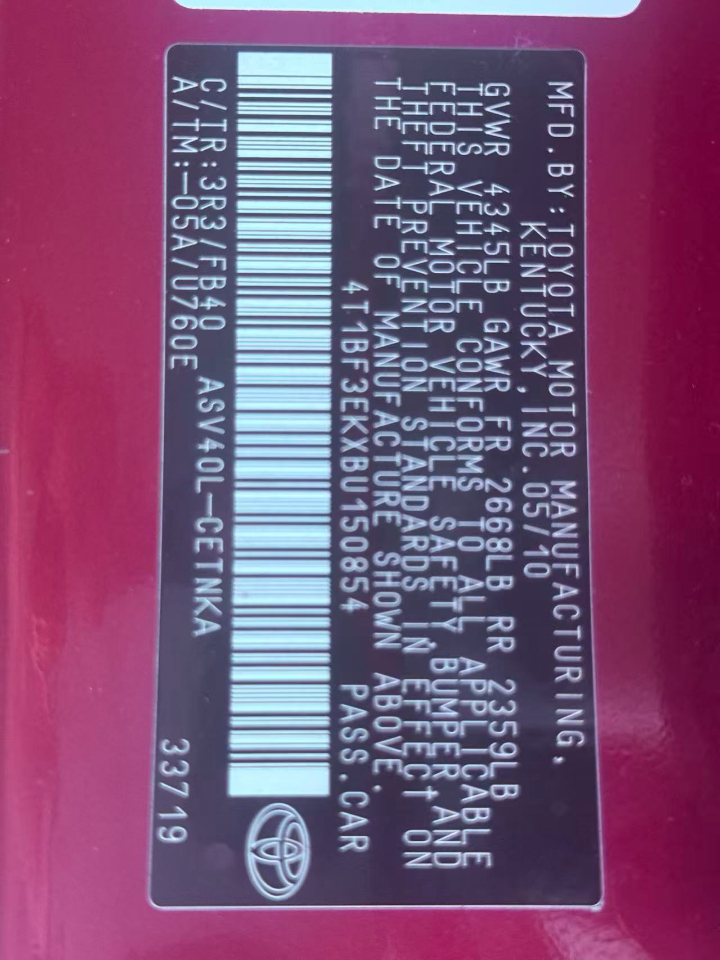 MFD.BY:TOYOTA MOTOR MANUFACTURING,
KENTUCKY,INC.05/10
GVWR 4345LB GAWR FR 2668LB RR 2359LB
THIS VEHICLE CONFORMS TO ALL APPLICABLE
FEDERAL MOTOR VEHICLE SAFETY, BUMPER, AND
THEFT PREVENTION STANDARDS IN EFFECT ON
THE DATE OF MANUFACTURE SHOWN ABOVE.
4T1BF3EKXBU150854 PASS.CAR
C/TR:3R3/FB40 ASV40L-CETNKA
A/TM:-05A/U760E 33719